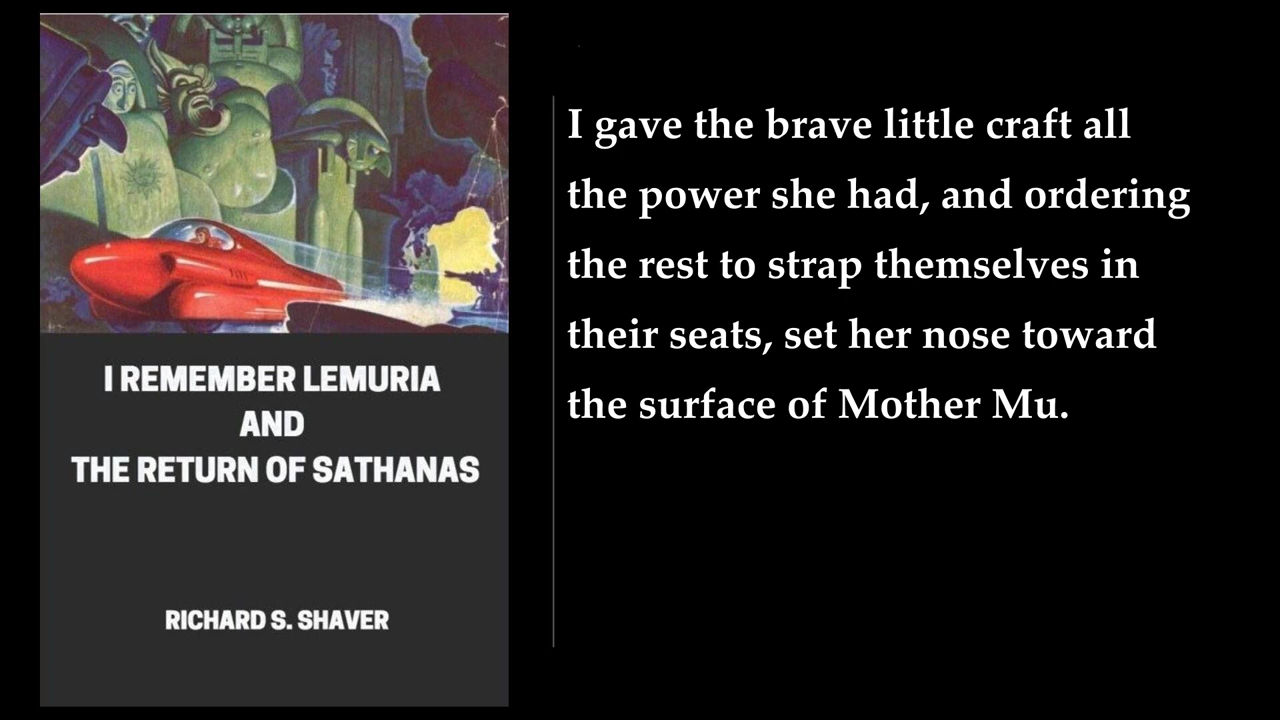 I REMEMBER LEMURIA
AND
THE RETURN OF SATHANAS
RICHARD S. SHAVER
I gave the brave little craft all
the power she had, and ordering
the rest to strap themselves in
their seats, set her nose toward
the surface of Mother Mu.